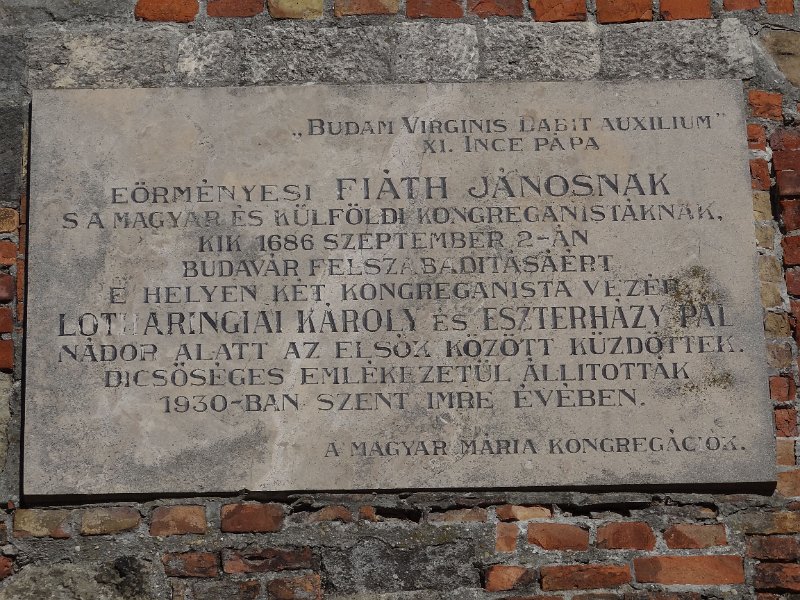 „BUDAM VIRGINIS DABIT AUXILIUM”
XI. INCE PÁPA
EÖRMÉNYESI FIÁTH JÁNOSNAK
S A MAGYAR ÉS KÜLFÖLDI KONGREGANISTÁKNAK,
KIK 1686 SZEPTEMBER 2-ÁN
BUDAVÁR FELSZABADITÁSÁÉRT
E HELYEN KÉT KONGREGANISTA VEZÉR
LOTHARINGIAI KÁROLY ÉS ESZTERHÁZY PÁL
NÁDOR ALATT AZ ELSŐK KÖZÖTT KÜZDÖTTEK.
DICSŐSÉGES EMLÉKEZETÜL ÁLLITOTTÁK
1930-BAN SZENT IMRE ÉVÉBEN.
A MAGYAR MÁRIA KONGREGÁCIÓK.